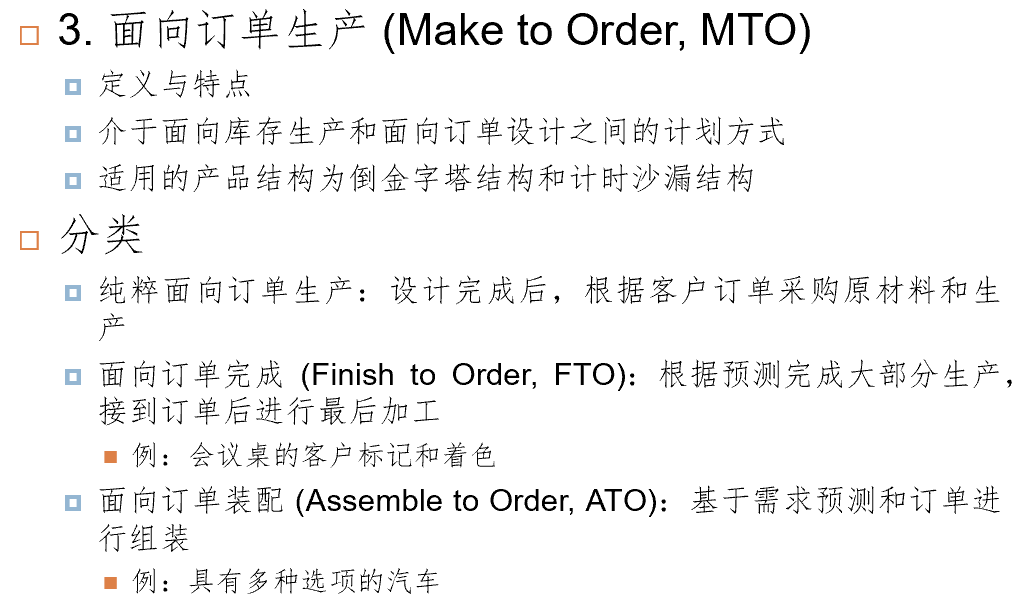 3. 面向订单生产 (Make to Order, MTO)
定义与特点
介于面向库存生产和面向订单设计之间的计划方式
适用的产品结构为倒金字塔结构和计时沙漏结构
分类
纯粹面向订单生产：设计完成后，根据客户订单采购原材料和生
产
面向订单完成 (Finish to Order, FTO)：根据预测完成大部分生产，
接到订单后进行最后加工
例：会议桌的客户标记和着色
面向订单装配 (Assemble to Order, ATO)：基于需求预测和订单进
行组装
例：具有多种选项的汽车